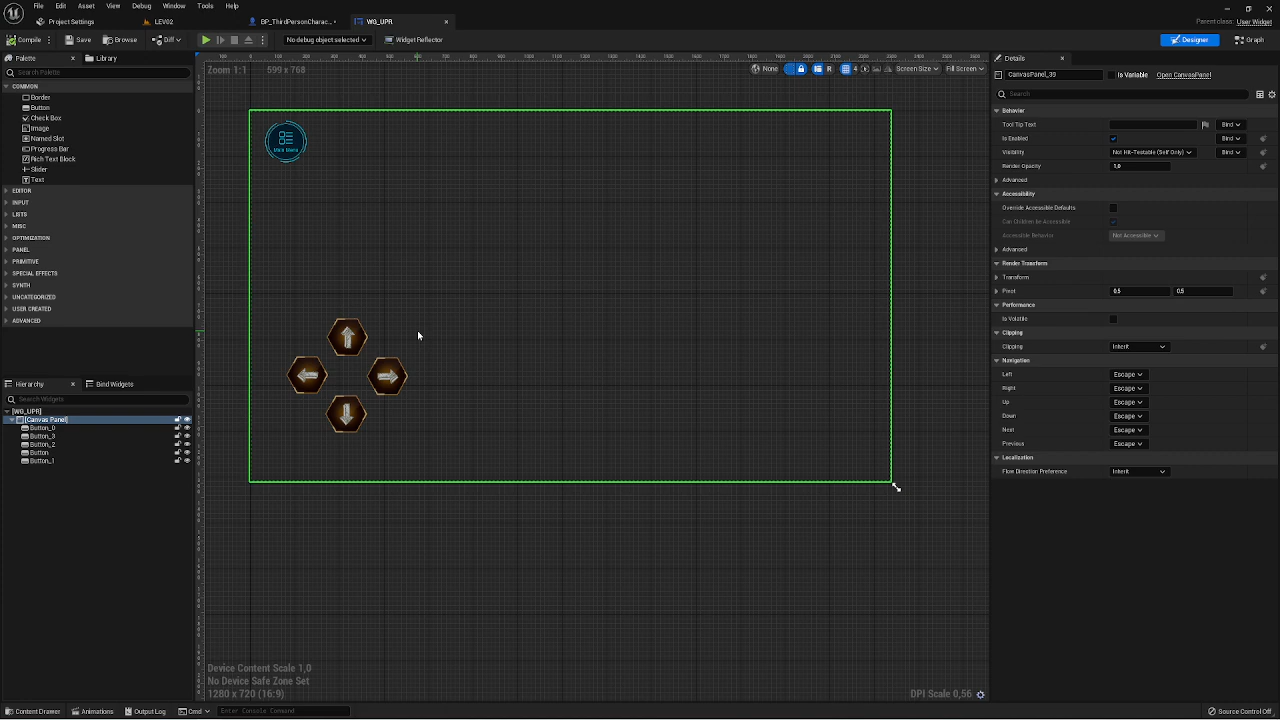 File Edit Asset View Debug Window Tools Help
Project Settings LEV02 BP_ThirdPersonCharac...• WG_UPR
Parent class: User Widget
Compile Save Browse Diff No debug object selected Widget Reflector Designer Graph
Palette Library
Search Palette
COMMON
Border
Button
Check Box
Image
Named Slot
Progress Bar
Rich Text Block
Slider
Text
EDITOR
INPUT
LISTS
MISC
OPTIMIZATION
PANEL
PRIMITIVE
SPECIAL EFFECTS
SYNTH
UNCATEGORIZED
USER CREATED
ADVANCED
Hierarchy Bind Widgets
Search Widgets
[WG_UPR]
[Canvas Panel]
Button_0
Button_3
Button_2
Button
Button_1
Zoom 1:1 599 x 768
None R 4 Screen Size Fill Screen
Main Menu
Device Content Scale 1,0
No Device Safe Zone Set
1280 x 720 (16:9)
DPI Scale 0,56
Details
CanvasPanel_39 Is Variable Open CanvasPanel
Search
Behavior
Tool Tip Text Bind
Is Enabled Bind
Visibility Not Hit-Testable (Self Only) Bind
Render Opacity 1,0
Advanced
Accessibility
Override Accessible Defaults
Can Children be Accessible
Accessible Behavior Not Accessible
Advanced
Render Transform
Transform
Pivot 0,5 0,5
Performance
Is Volatile
Clipping
Clipping Inherit
Navigation
Left Escape
Right Escape
Up Escape
Down Escape
Next Escape
Previous Escape
Localization
Flow Direction Preference Inherit
Content Drawer Animations Output Log Cmd Enter Console Command Source Control Off